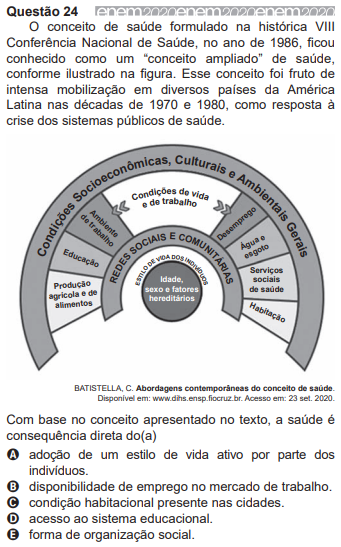 Questão 24 enem2020enem2020enem2020
O conceito de saúde formulado na histórica VIII
Conferência Nacional de Saúde, no ano de 1986, ficou
conhecido como um “conceito ampliado” de saúde,
conforme ilustrado na figura. Esse conceito foi fruto de
intensa mobilização em diversos países da América
Latina nas décadas de 1970 e 1980, como resposta à
crise dos sistemas públicos de saúde.
Condições Socioeconômicas, Culturais e Ambientais Gerais
Condições de vida
e de trabalho
Ambiente
de trabalho
Desemprego
REDES SOCIAIS E COMUNITÁRIAS
Educação
Água e
esgoto
ESTILO DE VIDA DOS INDIVÍDUOS
Produção
agrícola e de
alimentos
Idade,
sexo e fatores
hereditários
Serviços
sociais
de saúde
Habitação
BATISTELLA, C. Abordagens contemporâneas do conceito de saúde.
Disponível em: www.dihs.ensp.fiocruz.br. Acesso em: 23 set. 2020.
Com base no conceito apresentado no texto, a saúde é
consequência direta do(a)
A adoção de um estilo de vida ativo por parte dos
indivíduos.
B disponibilidade de emprego no mercado de trabalho.
C condição habitacional presente nas cidades.
D acesso ao sistema educacional.
E forma de organização social.